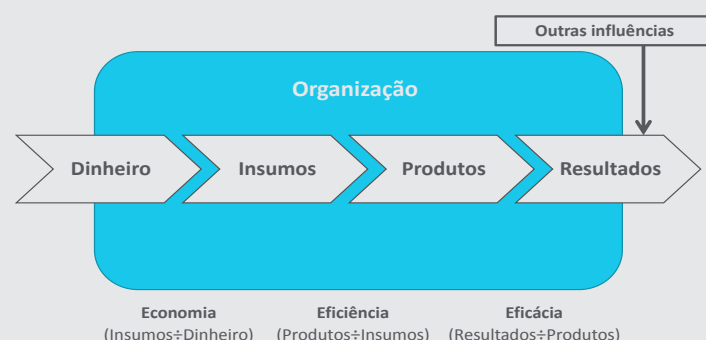 Outras influências
Organização
Dinheiro Insumos Produtos Resultados
Economia Eficiência Eficácia
(Insumos÷Dinheiro) (Produtos÷Insumos) (Resultados÷Produtos)